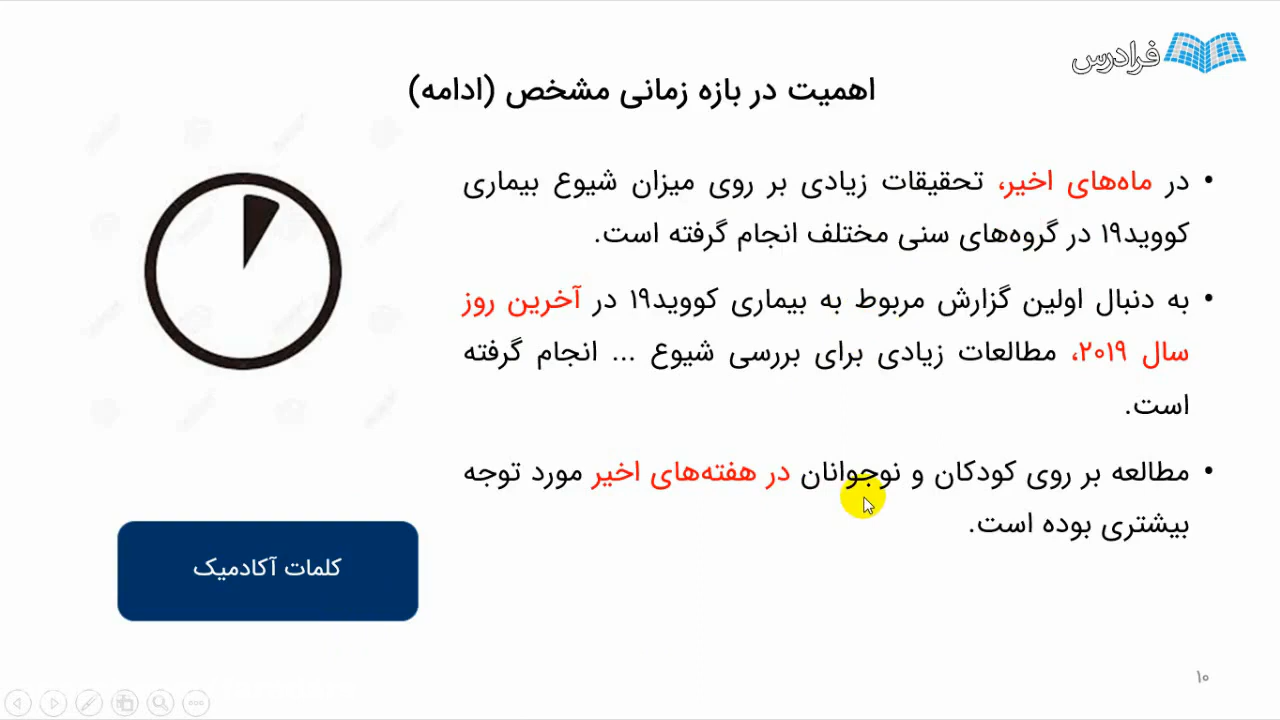 فرادرس
اهمیت در بازه زمانی مشخص (ادامه)
• در ماه‌های اخیر، تحقیقات زیادی بر روی میزان شیوع بیماری
کووید۱۹ در گروه‌های سنی مختلف انجام گرفته است.
• به دنبال اولین گزارش مربوط به بیماری کووید۱۹ در آخرین روز
سال ۲۰۱۹، مطالعات زیادی برای بررسی شیوع ... انجام گرفته
است.
• مطالعه بر روی کودکان و نوجوانان در هفته‌های اخیر مورد توجه
بیشتری بوده است.
کلمات آکادمیک
۱۰